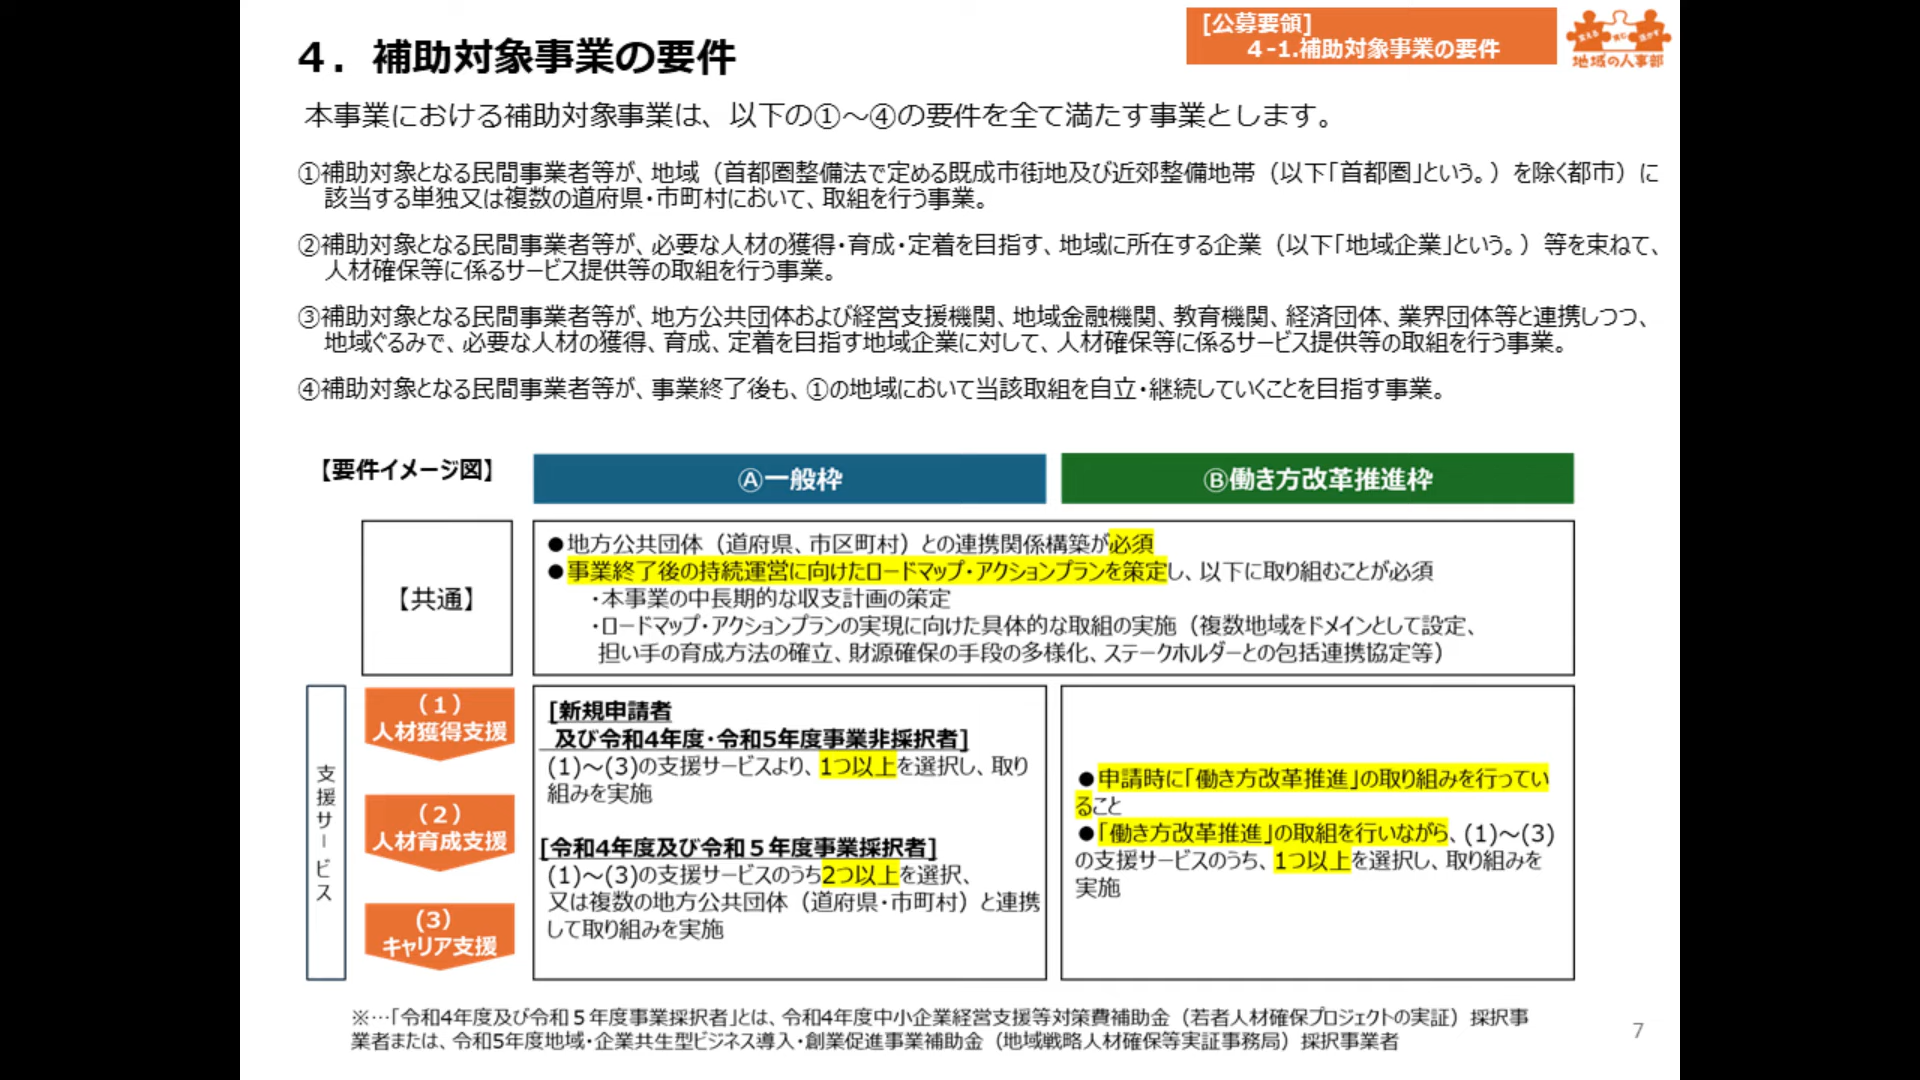 [公募要領]
４-1.補助対象事業の要件
地域の人事部
４．補助対象事業の要件
本事業における補助対象事業は、以下の①～④の要件を全て満たす事業とします。
①補助対象となる民間事業者等が、地域（首都圏整備法で定める既成市街地及び近郊整備地帯（以下「首都圏」という。）を除く都市）に
該当する単独又は複数の道府県・市町村において、取組を行う事業。
②補助対象となる民間事業者等が、必要な人材の獲得・育成・定着を目指す、地域に所在する企業（以下「地域企業」という。）等を束ねて、
人材確保等に係るサービス提供等の取組を行う事業。
③補助対象となる民間事業者等が、地方公共団体および経営支援機関、地域金融機関、教育機関、経済団体、業界団体等と連携しつつ、
地域ぐるみで、必要な人材の獲得、育成、定着を目指す地域企業に対して、人材確保等に係るサービス提供等の取組を行う事業。
④補助対象となる民間事業者等が、事業終了後も、①の地域において当該取組を自立・継続していくことを目指す事業。
【要件イメージ図】
Ⓐ一般枠
Ⓑ働き方改革推進枠
【共通】
●地方公共団体（道府県、市区町村）との連携関係構築が必須
●事業終了後の持続運営に向けたロードマップ・アクションプランを策定し、以下に取り組むことが必須
・本事業の中長期的な収支計画の策定
・ロードマップ・アクションプランの実現に向けた具体的な取組の実施（複数地域をドメインとして設定、
担い手の育成方法の確立、財源確保の手段の多様化、ステークホルダーとの包括連携協定等）
支援サービス
（１）
人材獲得支援
（２）
人材育成支援
(３)
キャリア支援
[新規申請者
及び令和4年度・令和5年度事業非採択者]
(1)～(3)の支援サービスより、1つ以上を選択し、取り
組みを実施
[令和4年度及び令和５年度事業採択者]
(1)～(3)の支援サービスのうち2つ以上を選択、
又は複数の地方公共団体（道府県・市町村）と連携
して取り組みを実施
●申請時に「働き方改革推進」の取り組みを行ってい
ること
●「働き方改革推進」の取組を行いながら、(1)～(3)
の支援サービスのうち、1つ以上を選択し、取り組みを
実施
※…「令和4年度及び令和５年度事業採択者」とは、令和4年度中小企業経営支援等対策費補助金（若者人材確保プロジェクトの実証）採択事
業者または、令和5年度地域・企業共生型ビジネス導入・創業促進事業補助金（地域戦略人材確保等実証事務局）採択事業者
7